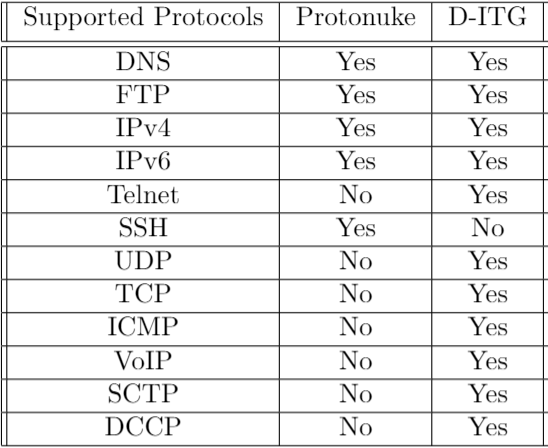 Supported Protocols Protonuke D-ITG
DNS Yes Yes
FTP Yes Yes
IPv4 Yes Yes
IPv6 Yes Yes
Telnet No Yes
SSH Yes No
UDP No Yes
TCP No Yes
ICMP No Yes
VoIP No Yes
SCTP No Yes
DCCP No Yes